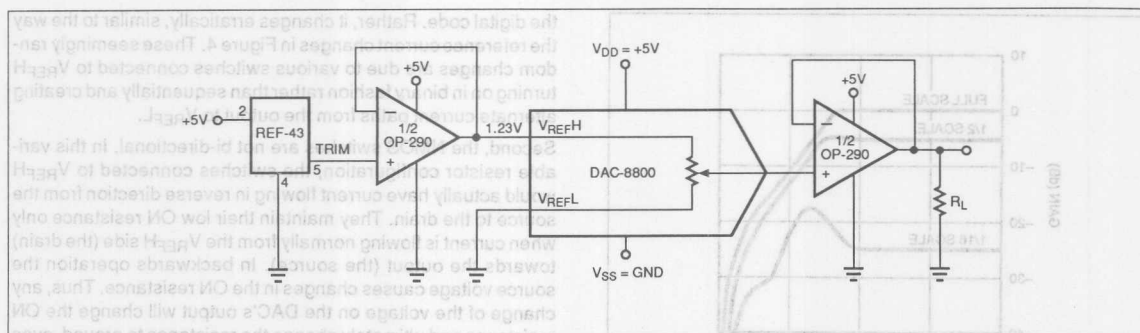 the digital code. Rather, it changes erratically, similar to the way
the reference current changes in Figure 4. These seemingly ran-
dom changes are due to various switches connected to VREFH
turning on in binary fashion rather than sequentially and creating
alternate current paths from the output to VREFL.
Second, the switches are not bi-directional. In this vari-
able resistor configuration, the switches connected to VREFH
would actually have current flowing in reverse direction from the
source to the drain. They maintain their low ON resistance only
when current is flowing normally from the VREFH side (the drain)
towards the output (the source). In backwards operation the
source voltage causes changes in the ON resistance. Thus, any
change of the voltage on the DAC's output will change the ON
+5V
2
REF-43
TRIM
5
4
+5V
−
1/2
OP-290
+
1.23V
VDD = +5V
VREFH
DAC-8800
VREFL
VSS = GND
+5V
−
1/2
OP-290
+
RL
FULL SCALE
1/2 SCALE
1/16 SCALE
10
0
−10
−20
−30
GAIN (dB)